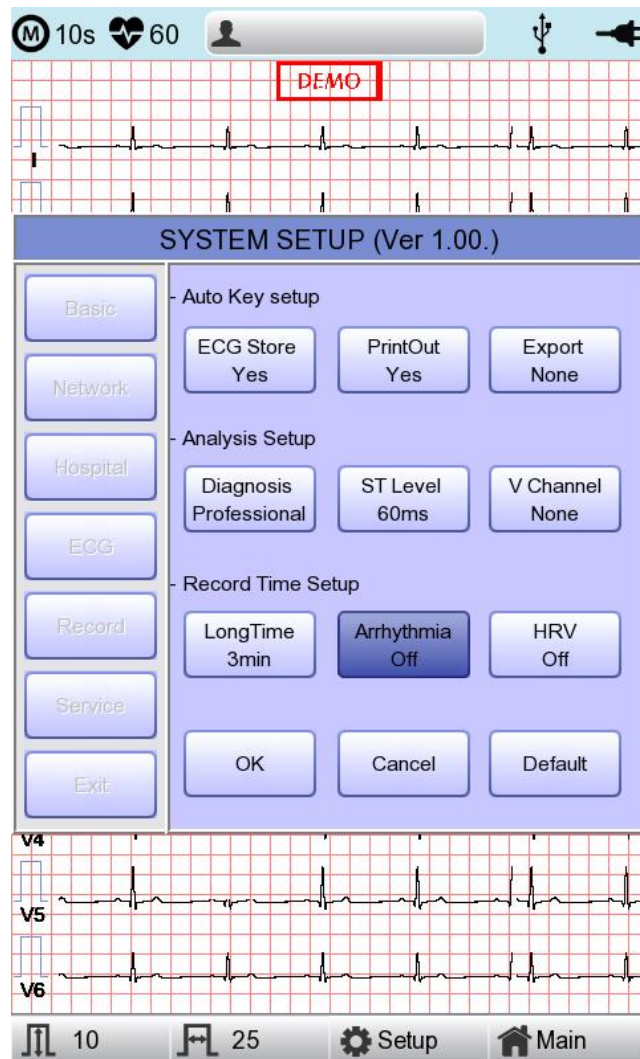 M 10s 60
DEMO
I
SYSTEM SETUP (Ver 1.00.)
Basic
Network
Hospital
ECG
Record
Service
Exit
- Auto Key setup
ECG Store
Yes
PrintOut
Yes
Export
None
- Analysis Setup
Diagnosis
Professional
ST Level
60ms
V Channel
None
- Record Time Setup
LongTime
3min
Arrhythmia
Off
HRV
Off
OK
Cancel
Default
V4
V5
V6
10
25
Setup
Main